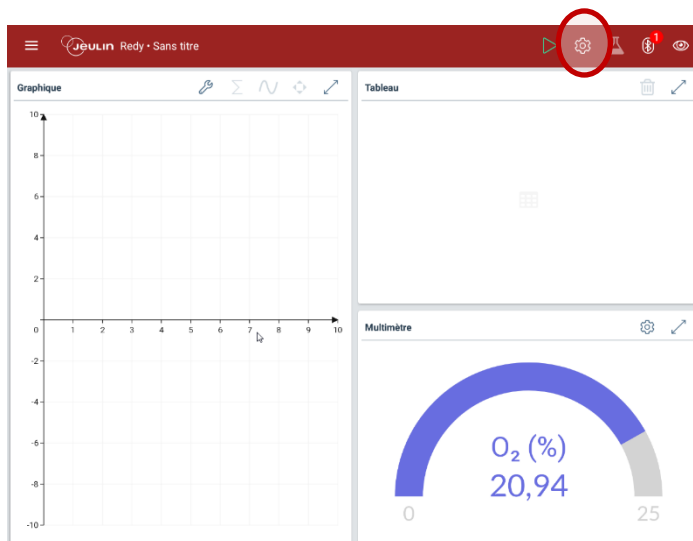 Jeulin Redy • Sans titre
1
Graphique
Tableau
10
8
6
4
2
0 1 2 3 4 5 6 7 8 9 10
-2
-4
-6
-8
-10
Multimètre
O₂ (%)
20,94
0 25